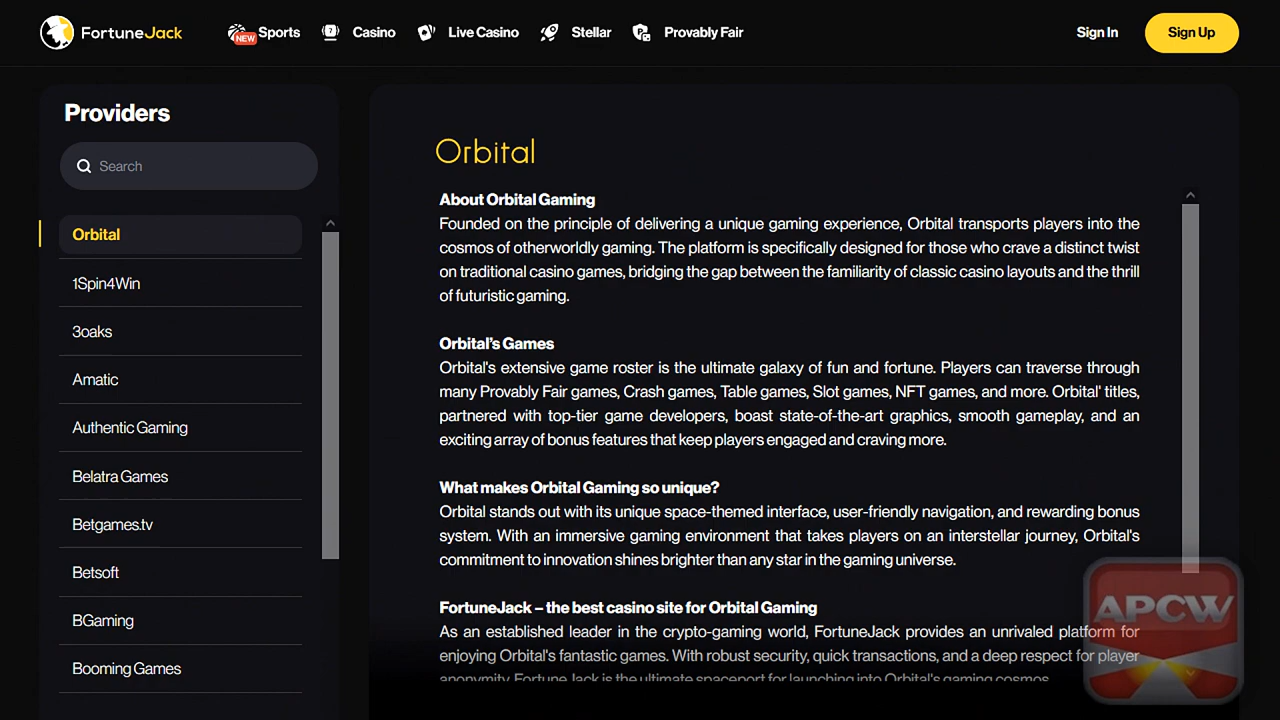 FortuneJack
NEW Sports
Casino
Live Casino
Stellar
Provably Fair
Sign In
Sign Up
Providers
Search
Orbital
1Spin4Win
3oaks
Amatic
Authentic Gaming
Belatra Games
Betgames.tv
Betsoft
BGaming
Booming Games
Orbital
About Orbital Gaming
Founded on the principle of delivering a unique gaming experience, Orbital transports players into the
cosmos of otherworldly gaming. The platform is specifically designed for those who crave a distinct twist
on traditional casino games, bridging the gap between the familiarity of classic casino layouts and the thrill
of futuristic gaming.
Orbital's Games
Orbital's extensive game roster is the ultimate galaxy of fun and fortune. Players can traverse through
many Provably Fair games, Crash games, Table games, Slot games, NFT games, and more. Orbital' titles,
partnered with top-tier game developers, boast state-of-the-art graphics, smooth gameplay, and an
exciting array of bonus features that keep players engaged and craving more.
What makes Orbital Gaming so unique?
Orbital stands out with its unique space-themed interface, user-friendly navigation, and rewarding bonus
system. With an immersive gaming environment that takes players on an interstellar journey, Orbital's
commitment to innovation shines brighter than any star in the gaming universe.
FortuneJack – the best casino site for Orbital Gaming
As an established leader in the crypto-gaming world, FortuneJack provides an unrivaled platform for
enjoying Orbital's fantastic games. With robust security, quick transactions, and a deep respect for player
anonymity, FortuneJack is the ultimate spaceport for launching into Orbital's gaming cosmos.
APCW